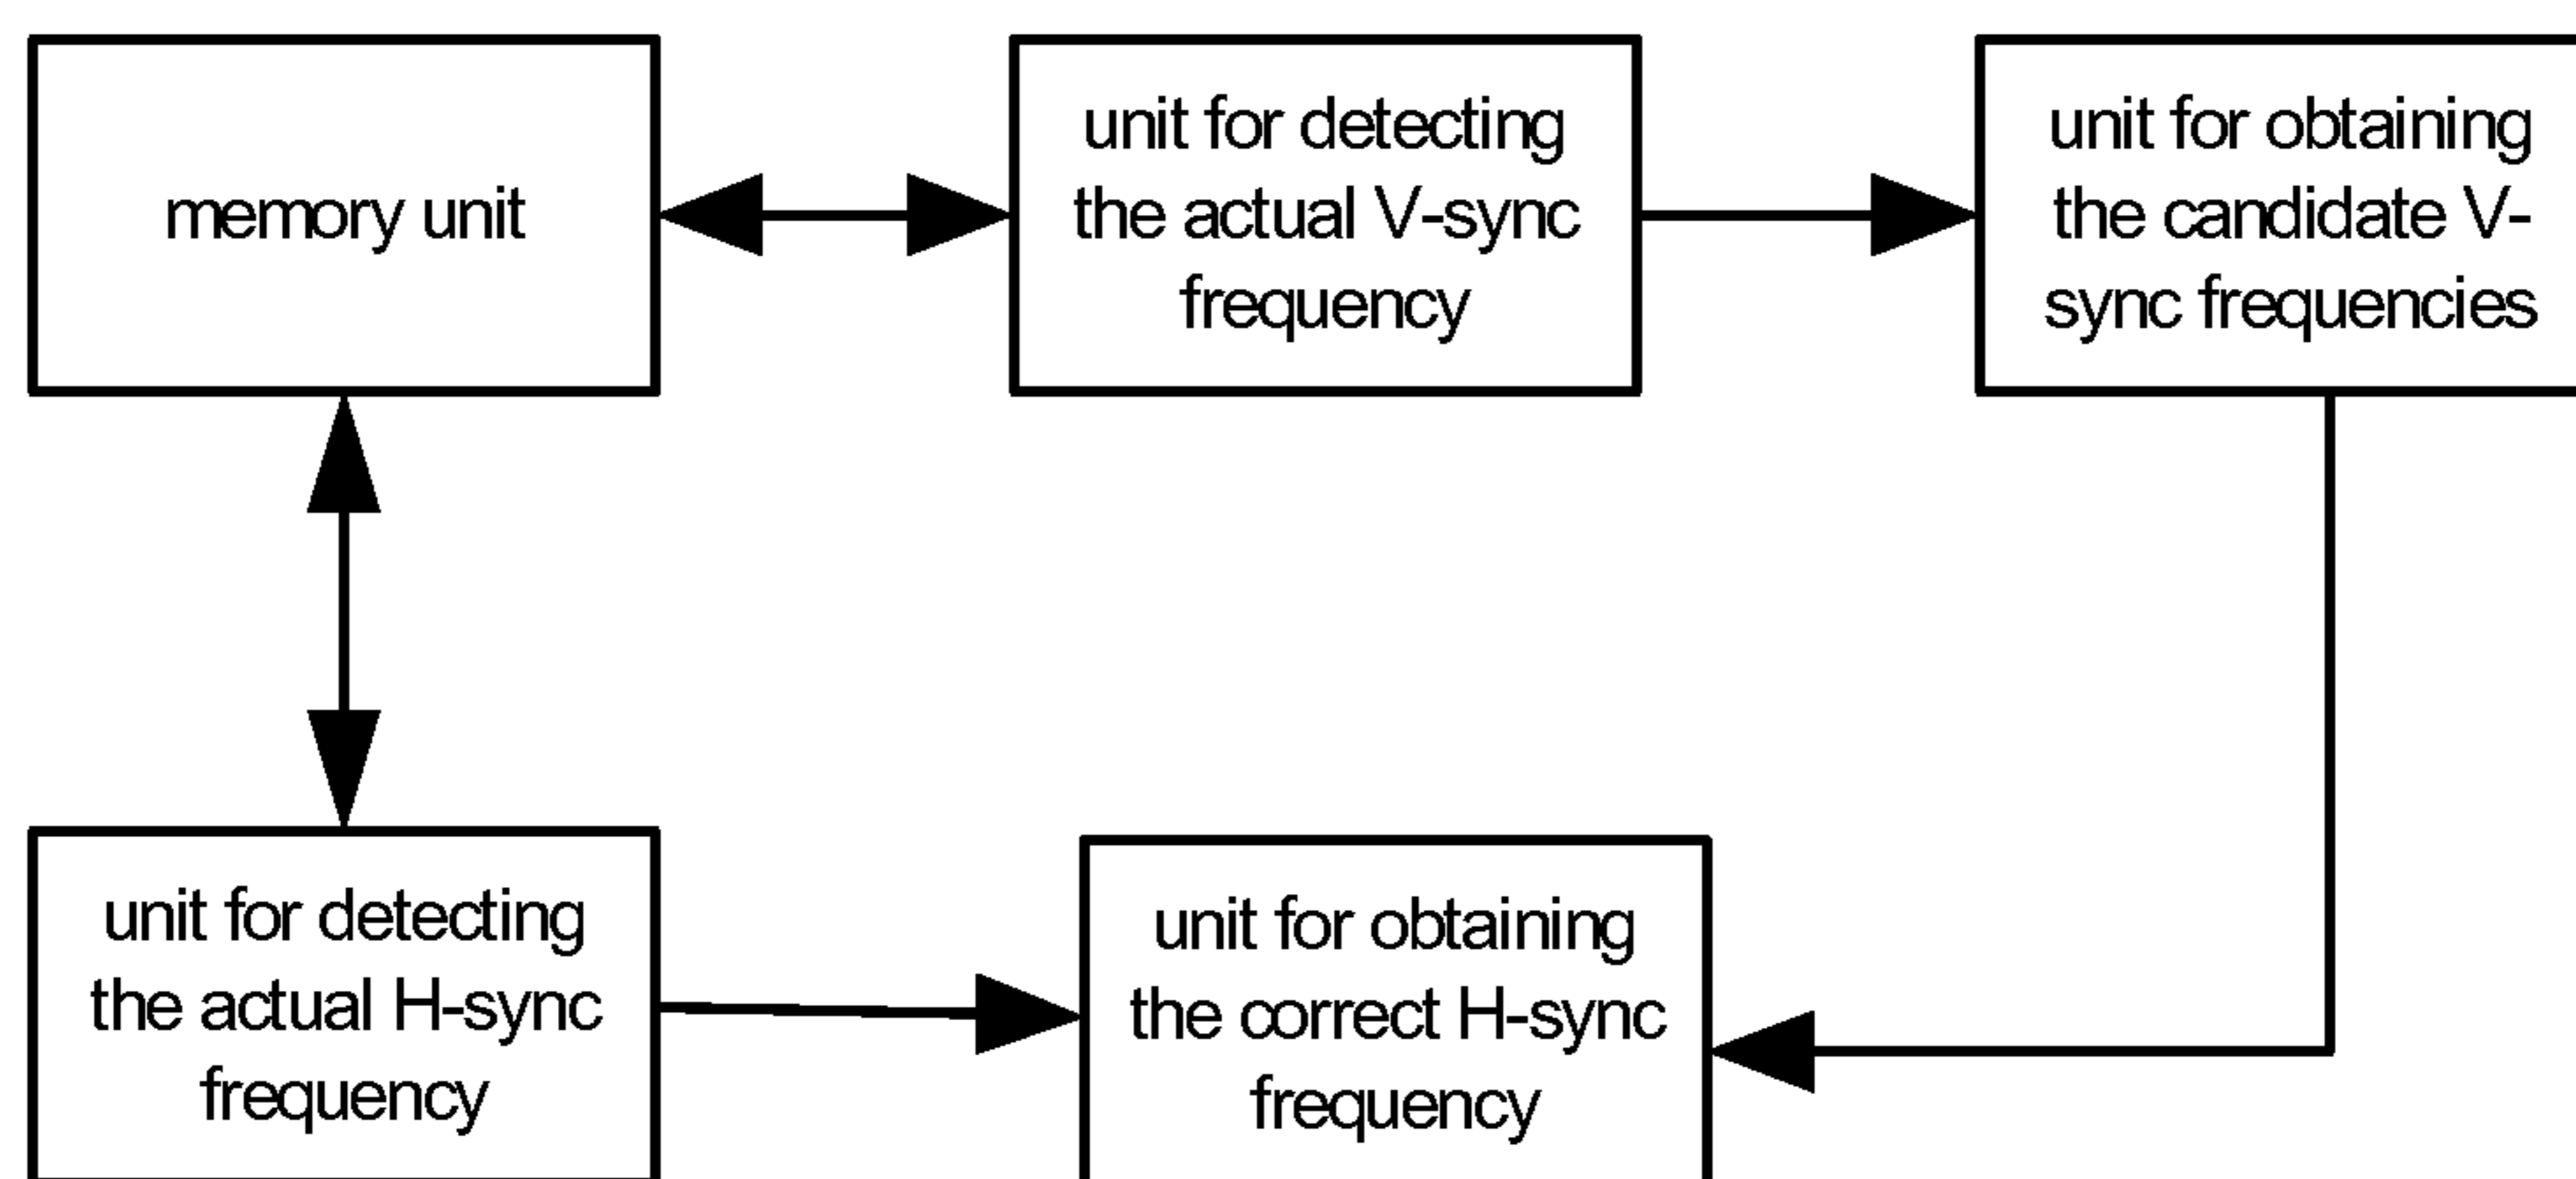 memory unit
unit for detecting
the actual V-sync
frequency
unit for obtaining
the candidate V-
sync frequencies
unit for detecting
the actual H-sync
frequency
unit for obtaining
the correct H-sync
frequency